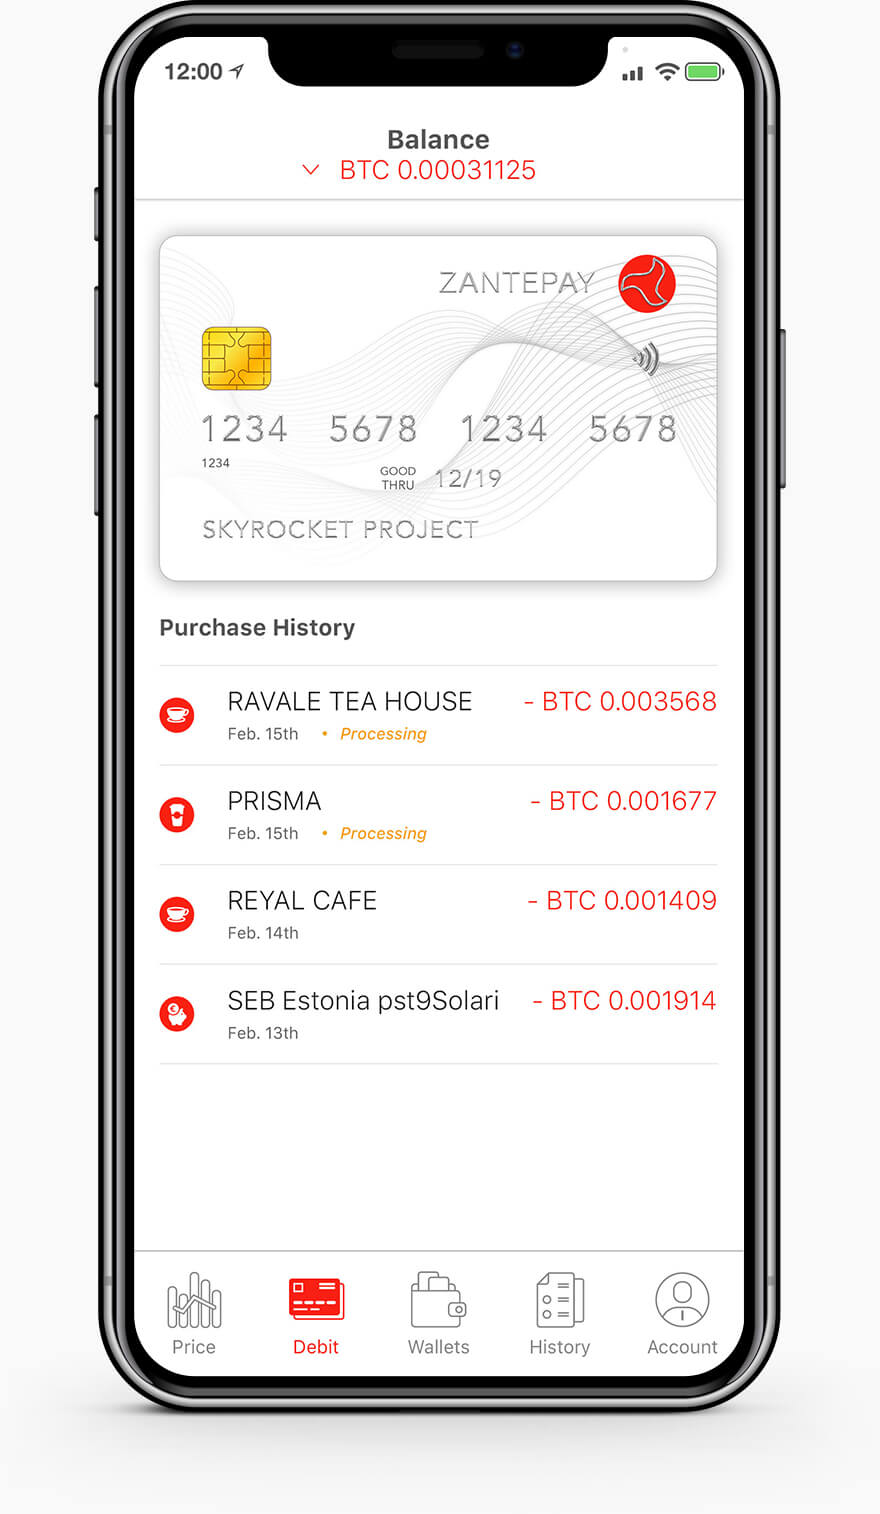 12:00
Balance
BTC 0.00031125
ZANTEPAY
1234 5678 1234 5678
1234
GOOD THRU 12/19
SKYROCKET PROJECT
Purchase History
RAVALE TEA HOUSE - BTC 0.003568
Feb. 15th • Processing
PRISMA - BTC 0.001677
Feb. 15th • Processing
REYAL CAFE - BTC 0.001409
Feb. 14th
SEB Estonia pst9Solari - BTC 0.001914
Feb. 13th
Price Debit Wallets History Account